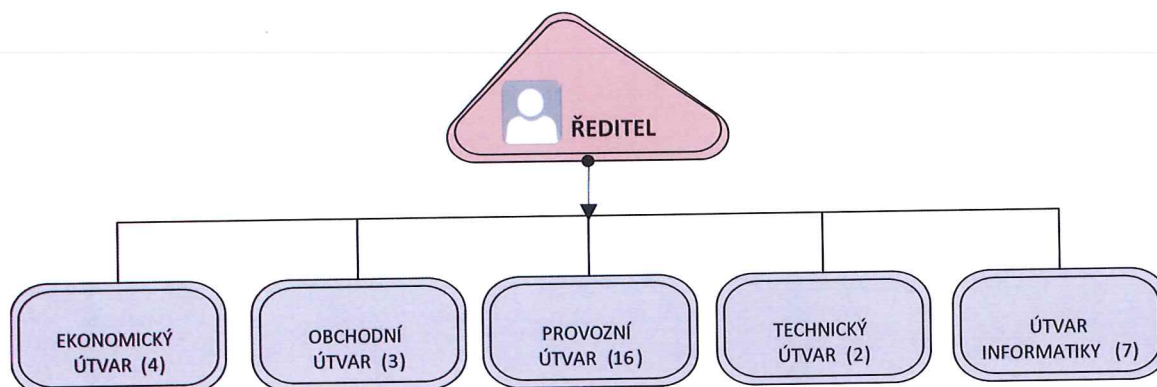 ŘEDITEL
EKONOMICKÝ
ÚTVAR (4)
OBCHODNÍ
ÚTVAR (3)
PROVOZNÍ
ÚTVAR (16)
TECHNICKÝ
ÚTVAR (2)
ÚTVAR
INFORMATIKY (7)